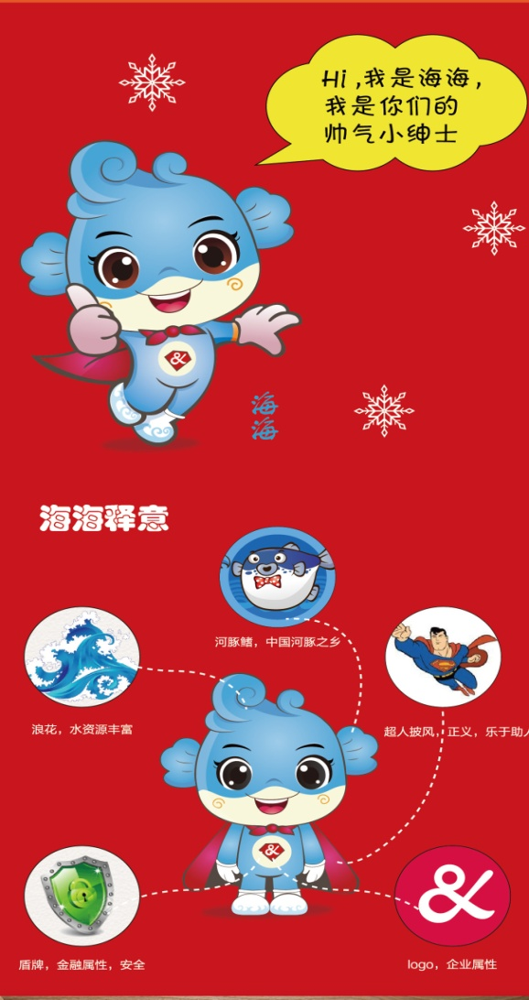 Hi,我是海海,
我是你们的
帅气小绅士
海
海
海海释意
河豚鳍，中国河豚之乡
浪花，水资源丰富
超人披风，正义，乐于助人
盾牌，金融属性，安全
&
logo，企业属性